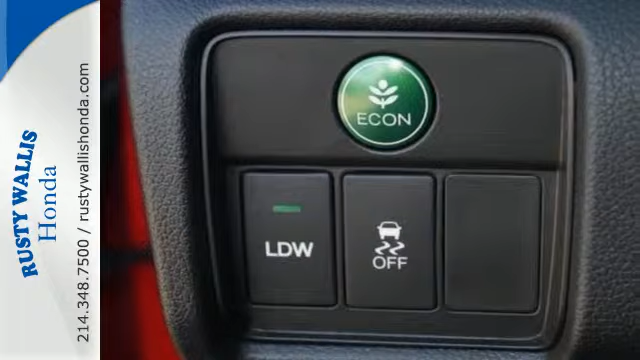 RUSTY WALLIS
Honda
214.348.7500 / rustywallishonda.com
ECON
LDW
OFF